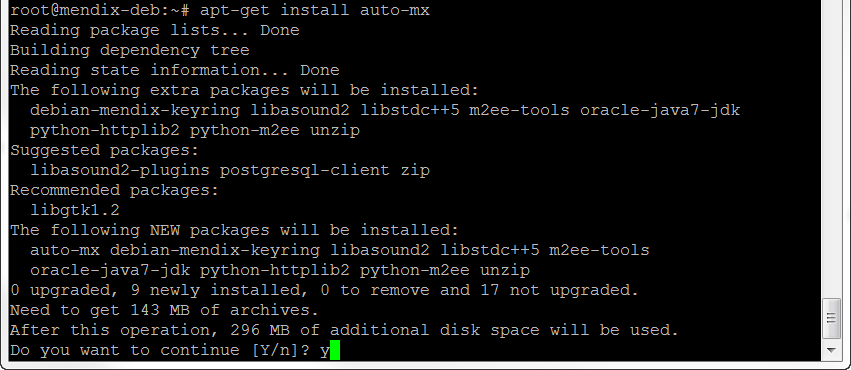 root@mendix-deb:~# apt-get install auto-mx
Reading package lists... Done
Building dependency tree
Reading state information... Done
The following extra packages will be installed:
  debian-mendix-keyring libasound2 libstdc++5 m2ee-tools oracle-java7-jdk
  python-httplib2 python-m2ee unzip
Suggested packages:
  libasound2-plugins postgresql-client zip
Recommended packages:
  libgtk1.2
The following NEW packages will be installed:
  auto-mx debian-mendix-keyring libasound2 libstdc++5 m2ee-tools
  oracle-java7-jdk python-httplib2 python-m2ee unzip
0 upgraded, 9 newly installed, 0 to remove and 17 not upgraded.
Need to get 143 MB of archives.
After this operation, 296 MB of additional disk space will be used.
Do you want to continue [Y/n]? y